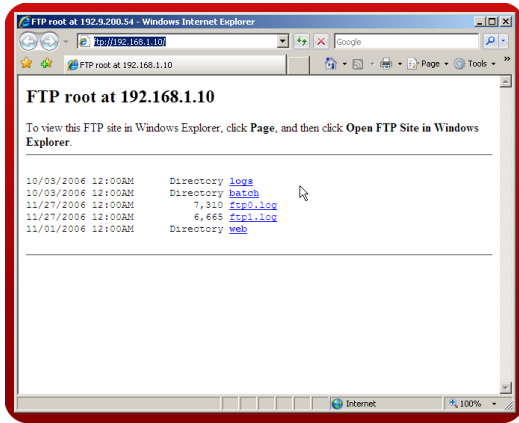 FTP root at 192.9.200.54 - Windows Internet Explorer
ftp://192.168.1.10/
Google
FTP root at 192.168.1.10
Page
Tools
FTP root at 192.168.1.10
To view this FTP site in Windows Explorer, click Page, and then click Open FTP Site in Windows
Explorer.
10/03/2006 12:00AM Directory logs
10/03/2006 12:00AM Directory batch
11/27/2006 12:00AM 7,310 ftp0.log
11/27/2006 12:00AM 6,665 ftp1.log
11/01/2006 12:00AM Directory web
Internet
100%